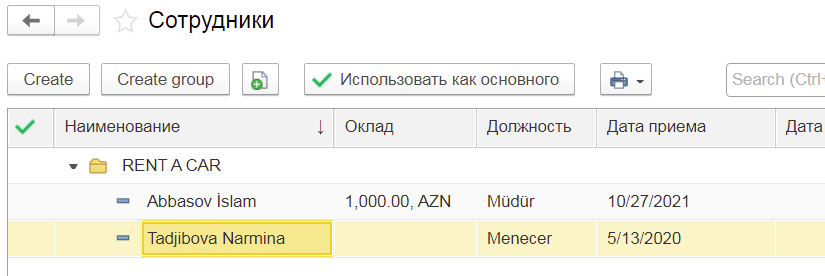 Сотрудники
Create Create group Использовать как основного Search (Ctrl+
Наименование ↓ Оклад Должность Дата приема Дата
RENT A CAR
Abbasov İslam 1,000.00, AZN Müdür 10/27/2021
Tadjibova Narmina Menecer 5/13/2020